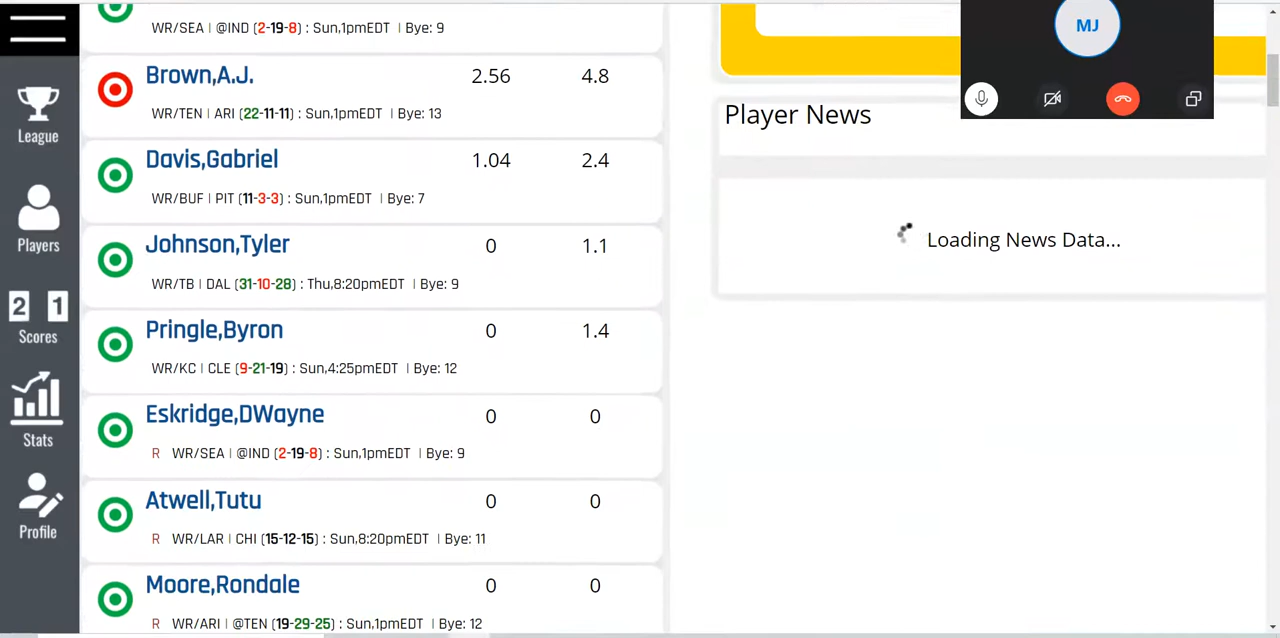 WR/SEA | @IND (2-19-8) : Sun,1pmEDT | Bye: 9
Brown,A.J. 2.56 4.8
WR/TEN | ARI (22-11-11) : Sun,1pmEDT | Bye: 13
Davis,Gabriel 1.04 2.4
WR/BUF | PIT (11-3-3) : Sun,1pmEDT | Bye: 7
Johnson,Tyler 0 1.1
WR/TB | DAL (31-10-28) : Thu,8:20pmEDT | Bye: 9
Pringle,Byron 0 1.4
WR/KC | CLE (9-21-19) : Sun,4:25pmEDT | Bye: 12
Eskridge,DWayne 0 0
R WR/SEA | @IND (2-19-8) : Sun,1pmEDT | Bye: 9
Atwell,Tutu 0 0
R WR/LAR | CHI (15-12-15) : Sun,8:20pmEDT | Bye: 11
Moore,Rondale 0 0
R WR/ARI | @TEN (19-29-25) : Sun,1pmEDT | Bye: 12
League
Players
2 1
Scores
Stats
Profile
Player News
Loading News Data...
MJ